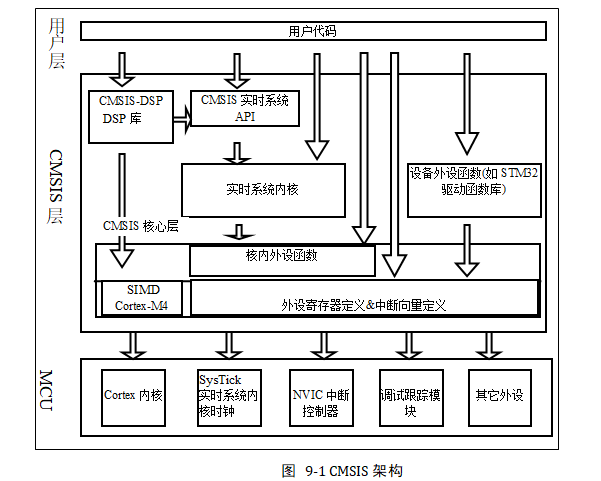 用户层
用户代码
CMSIS层
CMSIS-DSP
DSP 库
CMSIS 实时系统
API
实时系统内核
设备外设函数(如 STM32
驱动函数库)
CMSIS 核心层
核内外设函数
SIMD
Cortex-M4
外设寄存器定义&中断向量定义
MCU
Cortex 内核
SysTick
实时系统内
核时钟
NVIC 中断
控制器
调试跟踪模
块
其它外设
图 9-1 CMSIS 架构